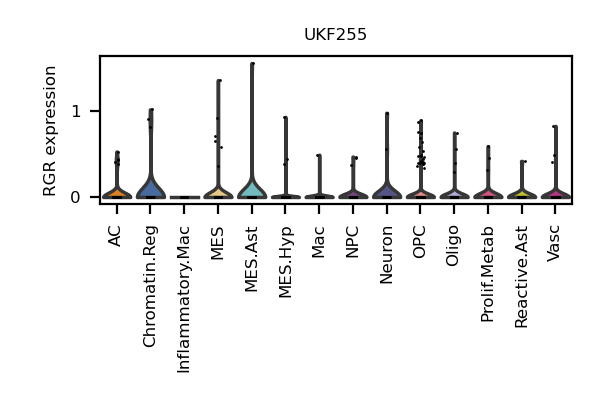 UKF255
RGR expression
1
0
AC
Chromatin.Reg
Inflammatory.Mac
MES
MES.Ast
MES.Hyp
Mac
NPC
Neuron
OPC
Oligo
Prolif.Metab
Reactive.Ast
Vasc